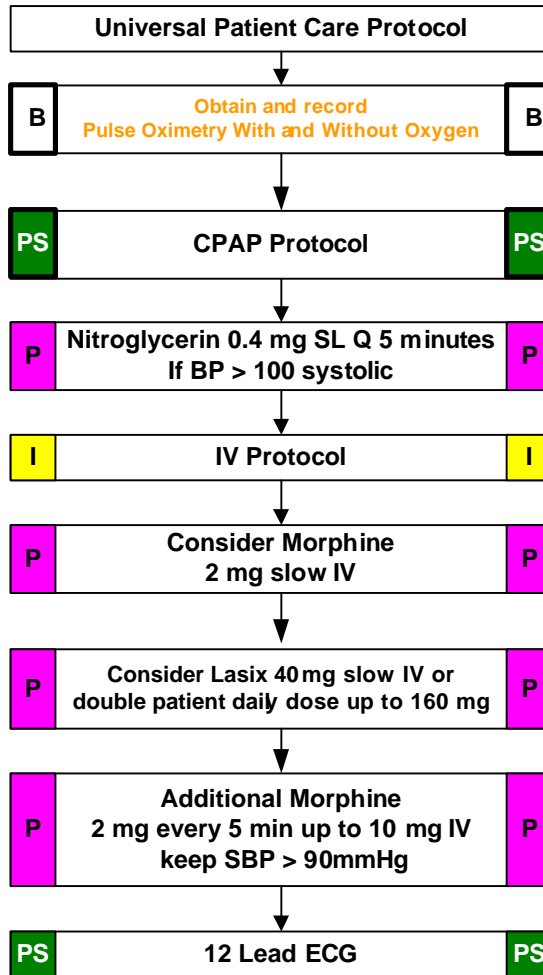 Universal Patient Care Protocol
B
Obtain and record
Pulse Oximetry With and Without Oxygen
B
PS
CPAP Protocol
PS
P
Nitroglycerin 0.4 mg SL Q 5 minutes
If BP > 100 systolic
P
I
IV Protocol
I
P
Consider Morphine
2 mg slow IV
P
P
Consider Lasix 40 mg slow IV or
double patient daily dose up to 160 mg
P
P
Additional Morphine
2 mg every 5 min up to 10 mg IV
keep SBP > 90mmHg
P
PS
12 Lead ECG
PS